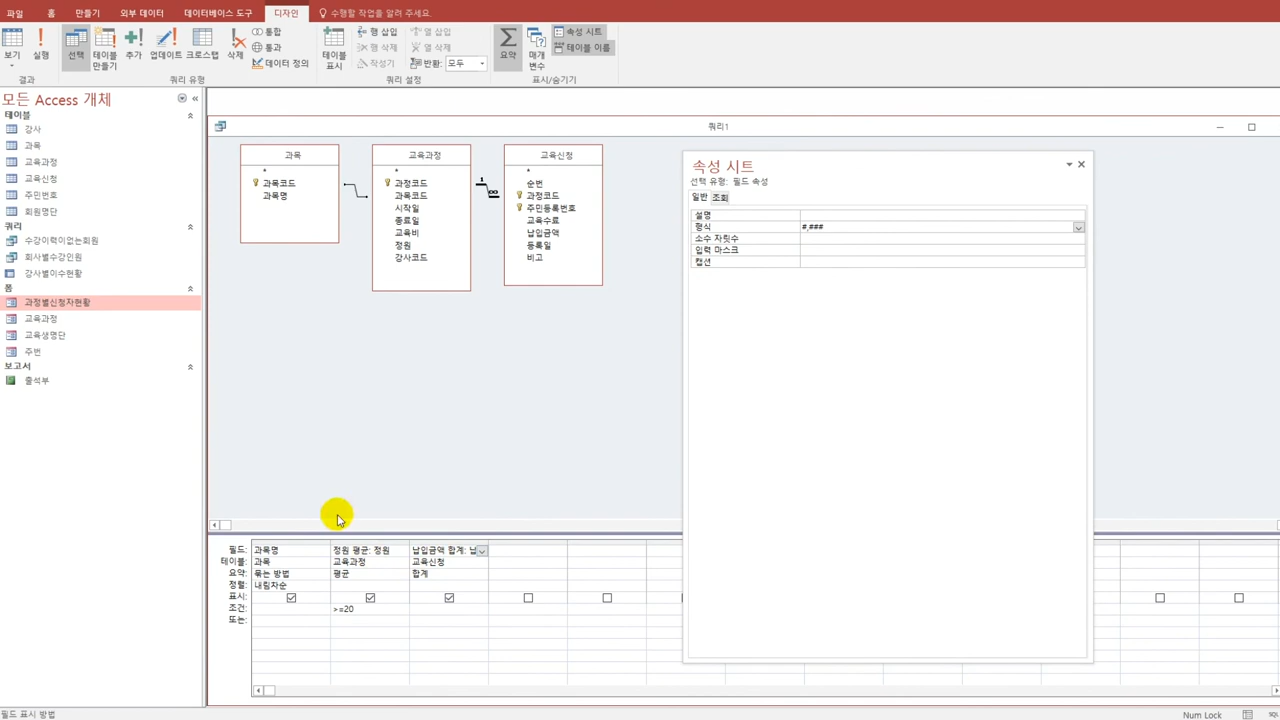 파일 홈 만들기 외부 데이터 데이터베이스 도구 디자인 수행할 작업을 알려 주세요.
보기
실행
선택
테이블
만들기
추가
업데이트
크로스탭
삭제
통합
통과
데이터 정의
테이블
표시
행 삽입
행 삭제
작성기
열 삽입
열 삭제
반환: 모두
요약
매개
변수
속성 시트
테이블 이름
결과 쿼리 유형 쿼리 설정 표시/숨기기
모든 Access 개체
테이블
강사
과목
교육과정
교육신청
주민번호
회원명단
쿼리
수강이력이없는회원
회사별수강인원
강사별이수현황
폼
과정별신청자현황
교육과정
교육생명단
주번
보고서
출석부
쿼리1
과목
*
과목코드
과목명
교육과정
*
과정코드
과목코드
시작일
종료일
교육비
정원
강사코드
1
∞
교육신청
*
순번
과정코드
주민등록번호
교육수료
납입금액
등록일
비고
속성 시트
선택 유형: 필드 속성
일반 조회
설명
형식 #,###
소수 자릿수
입력 마스크
캡션
필드: 과목명 정원 평균: 정원 납입금액 합계: 납
테이블: 과목 교육과정 교육신청
요약: 묶는 방법 평균 합계
정렬: 내림차순
표시:
조건: >=20
또는:
필드 표시 방법
Num Lock
SQL